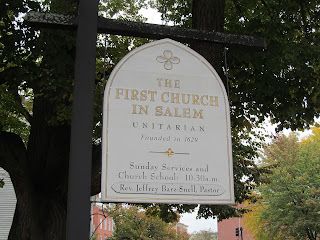 THE
FIRST CHURCH
IN SALEM
UNITARIAN
Founded in 1629
Sunday Services and
Church School: 10:30 a.m.
Rev. Jeffrey Barz-Snell, Pastor